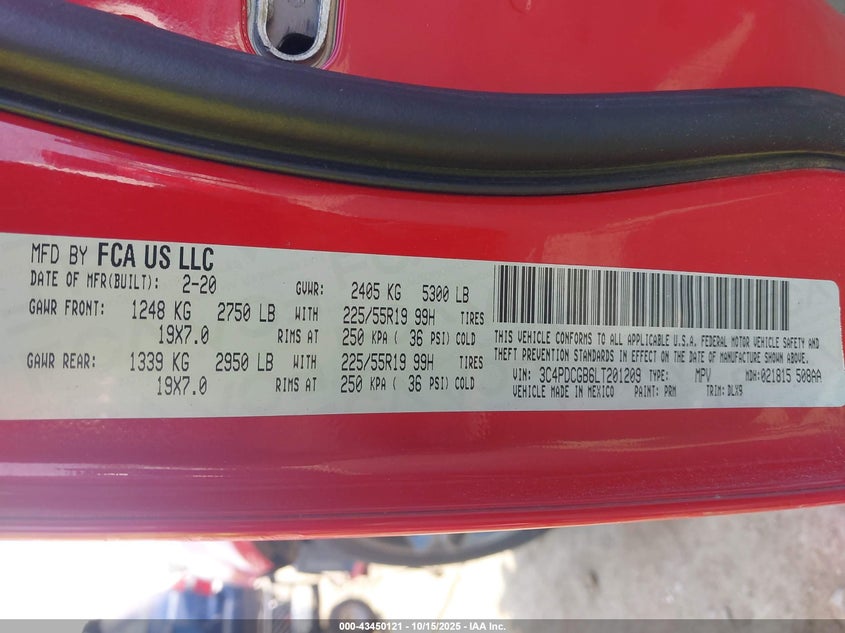 MFD BY FCA US LLC
DATE OF MFR(BUILT): 2-20 GVWR: 2405 KG 5300 LB
GAWR FRONT: 1248 KG 2750 LB WITH 225/55R19 99H TIRES
19X7.0 RIMS AT 250 KPA ( 36 PSI) COLD
GAWR REAR: 1339 KG 2950 LB WITH 225/55R19 99H TIRES
19X7.0 RIMS AT 250 KPA ( 36 PSI) COLD
THIS VEHICLE CONFORMS TO ALL APPLICABLE U.S.A. FEDERAL MOTOR VEHICLE SAFETY AND
THEFT PREVENTION STANDARDS IN EFFECT ON THE DATE OF MANUFACTURE SHOWN ABOVE.
VIN: 3C4PDCGB6LT201209 TYPE: MPV MDH: 021815 508AA
VEHICLE MADE IN MEXICO PAINT: PRM TRIM: DLX9
000-43450121 - 10/15/2025 - IAA Inc.